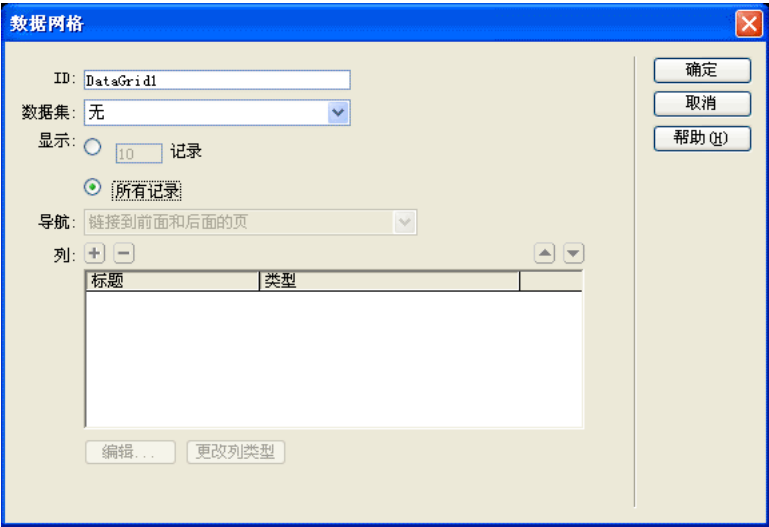 数据网格
ID: DataGrid1
确定
数据集: 无
取消
显示: 10 记录
帮助(H)
所有记录
导航: 链接到前面和后面的页
列:
标题 类型
编辑... 更改列类型